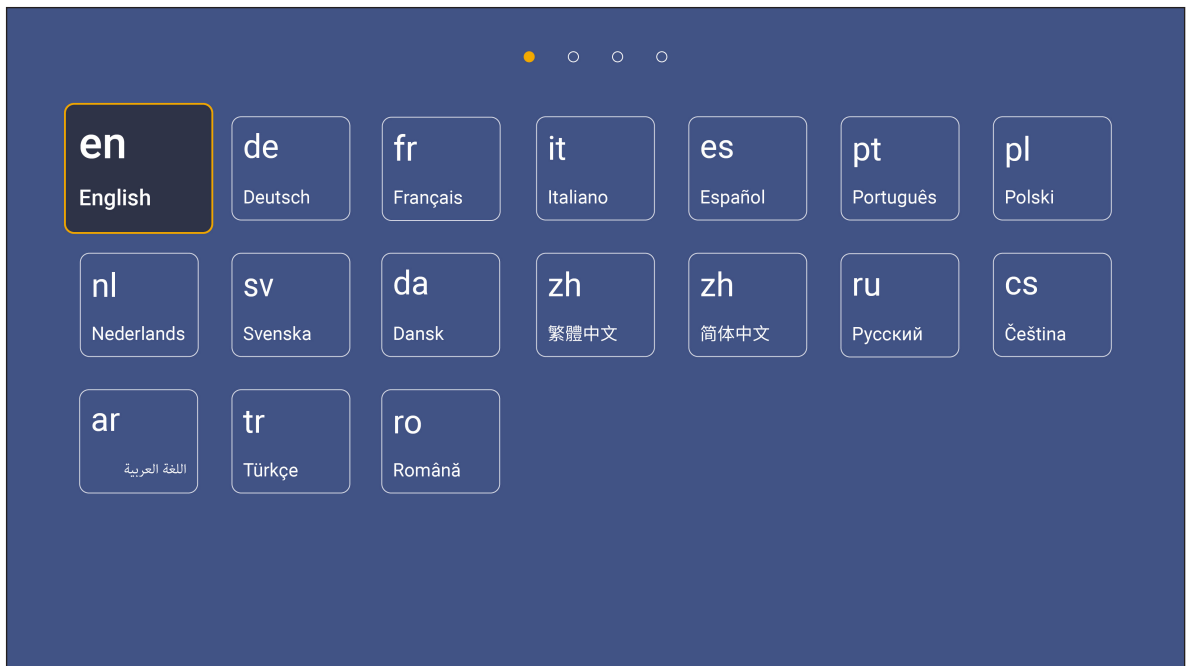 en
English
de
Deutsch
fr
Français
it
Italiano
es
Español
pt
Português
pl
Polski
nl
Nederlands
sv
Svenska
da
Dansk
zh
繁體中文
zh
简体中文
ru
Русский
cs
Čeština
ar
اللغة العربية
tr
Türkçe
ro
Română